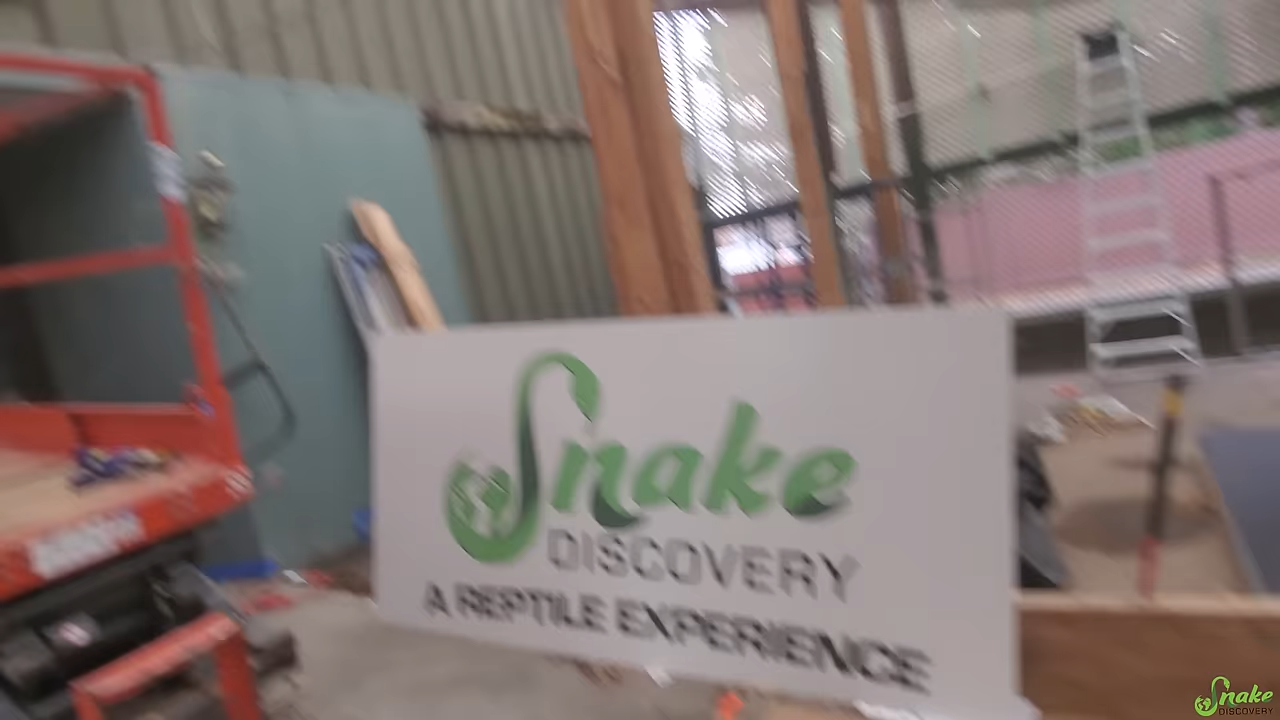 Snake
DISCOVERY
A REPTILE EXPERIENCE
Snake
DISCOVERY